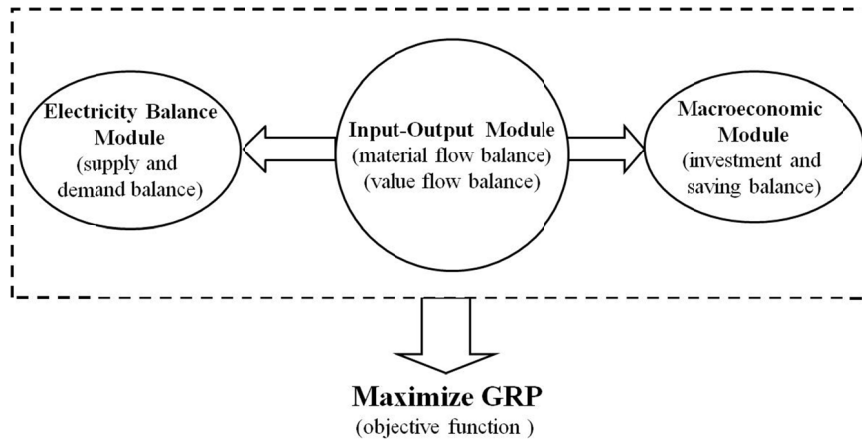 Electricity Balance
Module
(supply and
demand balance)
Input-Output Module
(material flow balance)
(value flow balance)
Macroeconomic
Module
(investment and
saving balance)
Maximize GRP
(objective function )